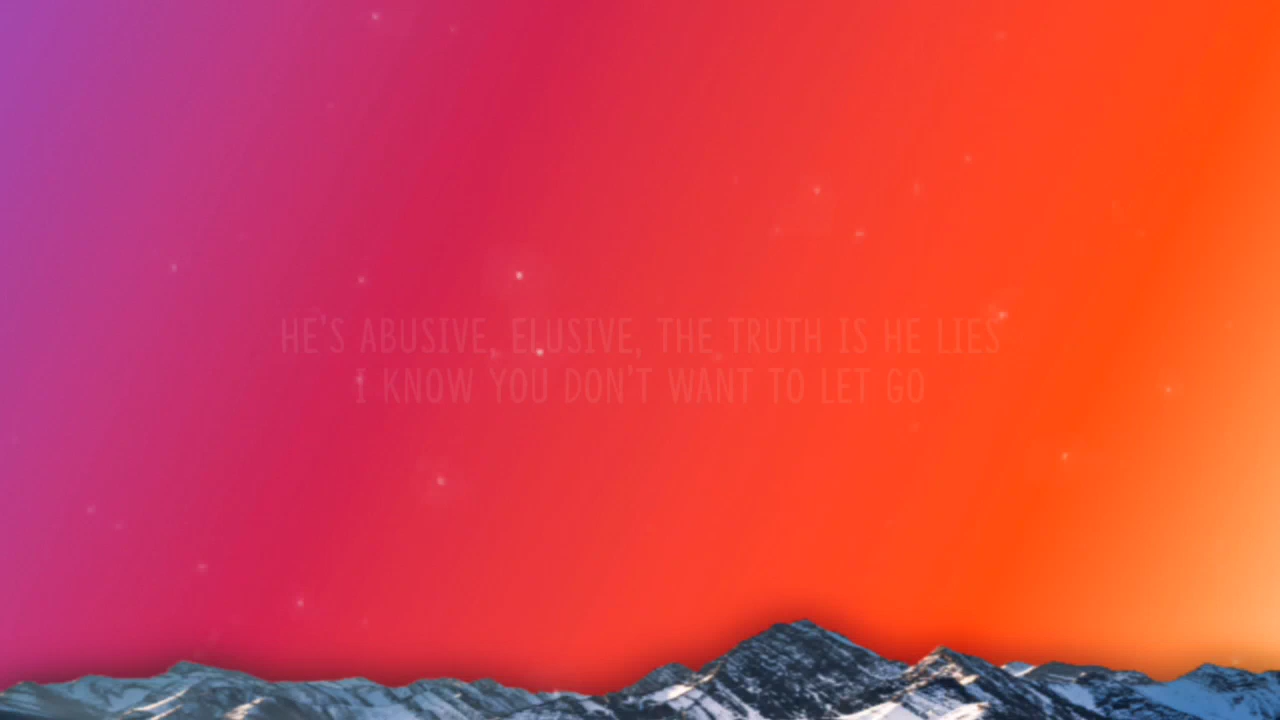 HE'S ABUSIVE, ELUSIVE, THE TRUTH IS HE LIES
I KNOW YOU DON'T WANT TO LET GO